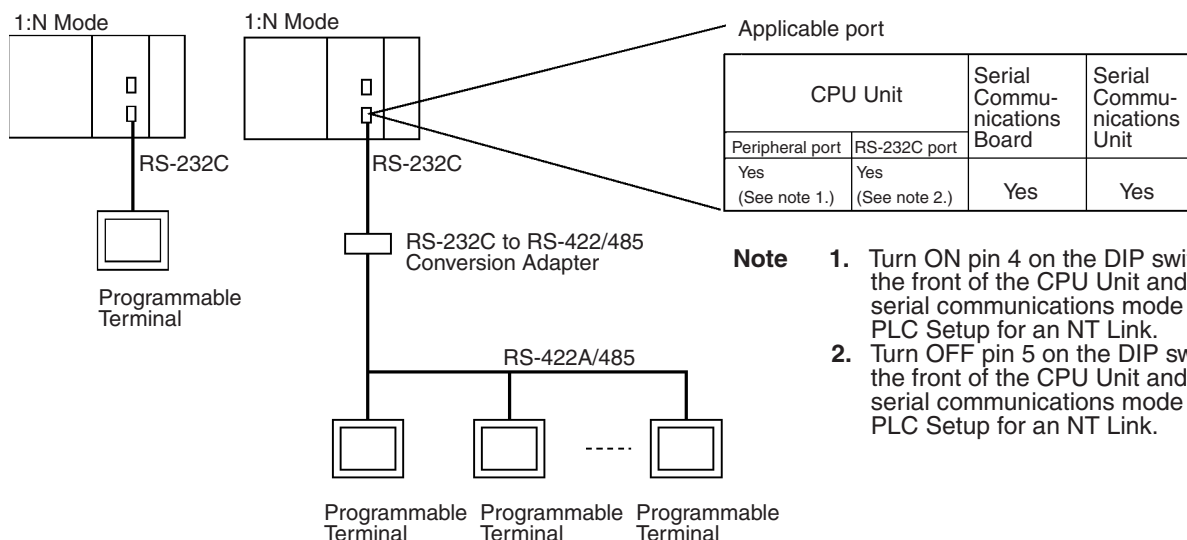 1:N Mode
1:N Mode
Applicable port
CPU Unit
Serial
Commu-
nications
Board
Serial
Commu-
nications
Unit
Peripheral port
RS-232C port
Yes
(See note 1.)
Yes
(See note 2.)
Yes
Yes
RS-232C
RS-232C
RS-232C to RS-422/485
Conversion Adapter
Programmable
Terminal
RS-422A/485
Programmable
Terminal
Programmable
Terminal
Programmable
Terminal
Note 1. Turn ON pin 4 on the DIP
the front of the CPU Unit and
serial communications mode
PLC Setup for an NT Link.
2. Turn OFF pin 5 on the DIP
the front of the CPU Unit and
serial communications mode
PLC Setup for an NT Link.